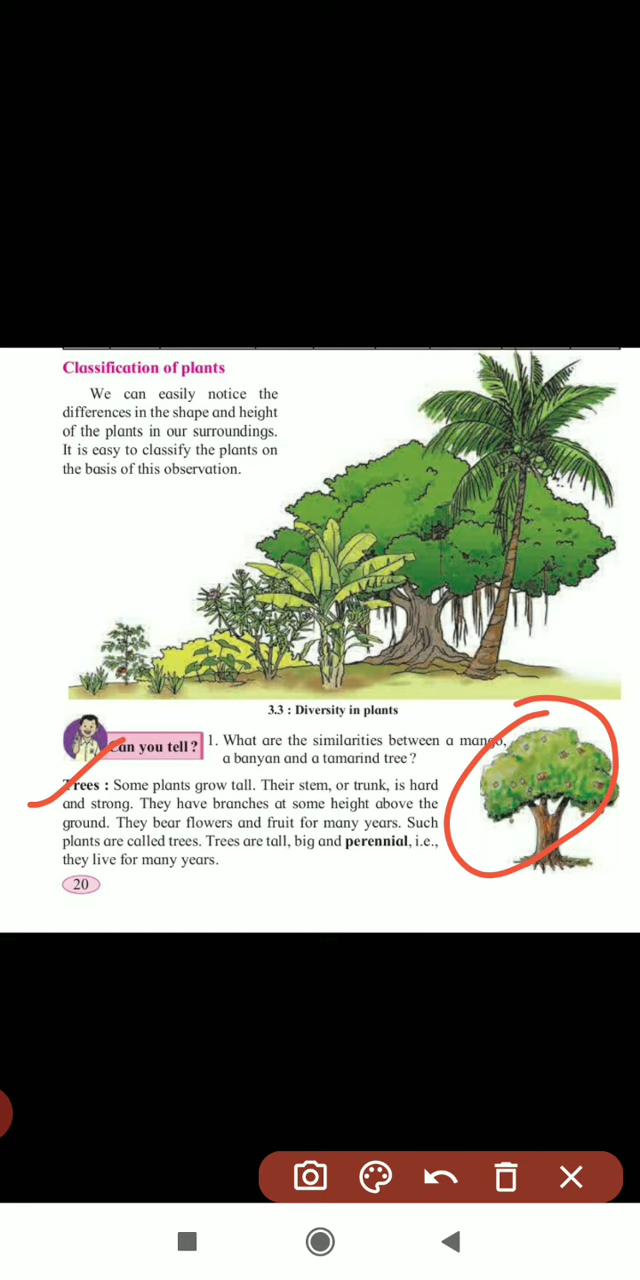 Classification of plants
We can easily notice the
differences in the shape and height
of the plants in our surroundings.
It is easy to classify the plants on
the basis of this observation.
3.3 : Diversity in plants
Can you tell ?
1. What are the similarities between a mango,
a banyan and a tamarind tree ?
Trees : Some plants grow tall. Their stem, or trunk, is hard
and strong. They have branches at some height above the
ground. They bear flowers and fruit for many years. Such
plants are called trees. Trees are tall, big and perennial, i.e.,
they live for many years.
20